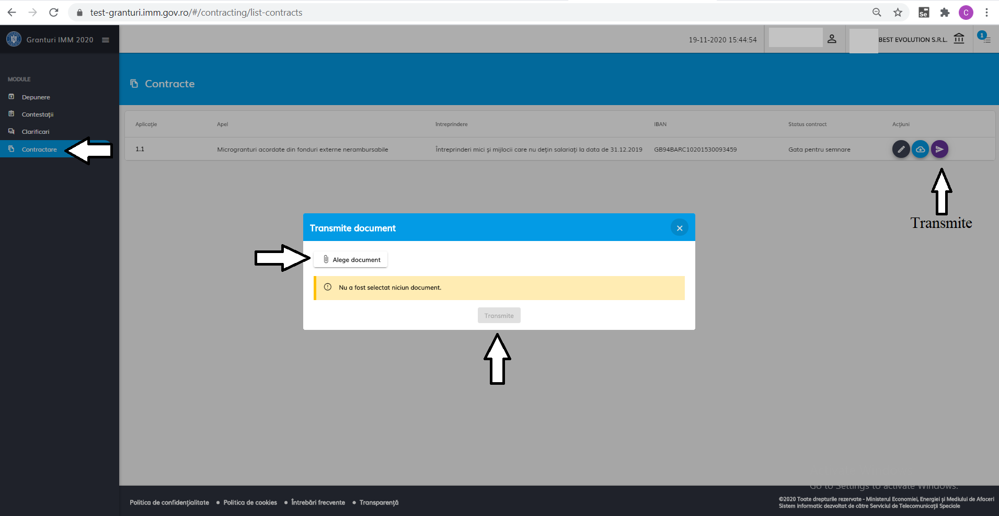 test-granturi.imm.gov.ro/#/contracting/list-contracts
Se
C
Granturi IMM 2020
19-11-2020 15:44:54
BEST EVOLUTION S.R.L.
1
MODULE
Depunere
Contestații
Clarificari
Contractare
Contracte
Aplicație Apel Întreprindere IBAN Status contract Acțiuni
1.1 Microgranturi acordate din fonduri externe nerambursabile Întreprinderi mici și mijlocii care nu dețin salariați la data de 31.12.2019 GB94BARC10201530093459 Gata pentru semnare
Transmite
Transmite document
Alege document
Nu a fost selectat niciun document.
Transmite
Go to Settings to activate Windows.
Politica de confidențialitate • Politica de cookies • Întrebări frecvente • Transparență
©2020 Toate drepturile rezervate - Ministerul Economiei, Energiei și Mediului de Afaceri
Sistem informatic dezvoltat de către Serviciul de Telecomunicații Speciale